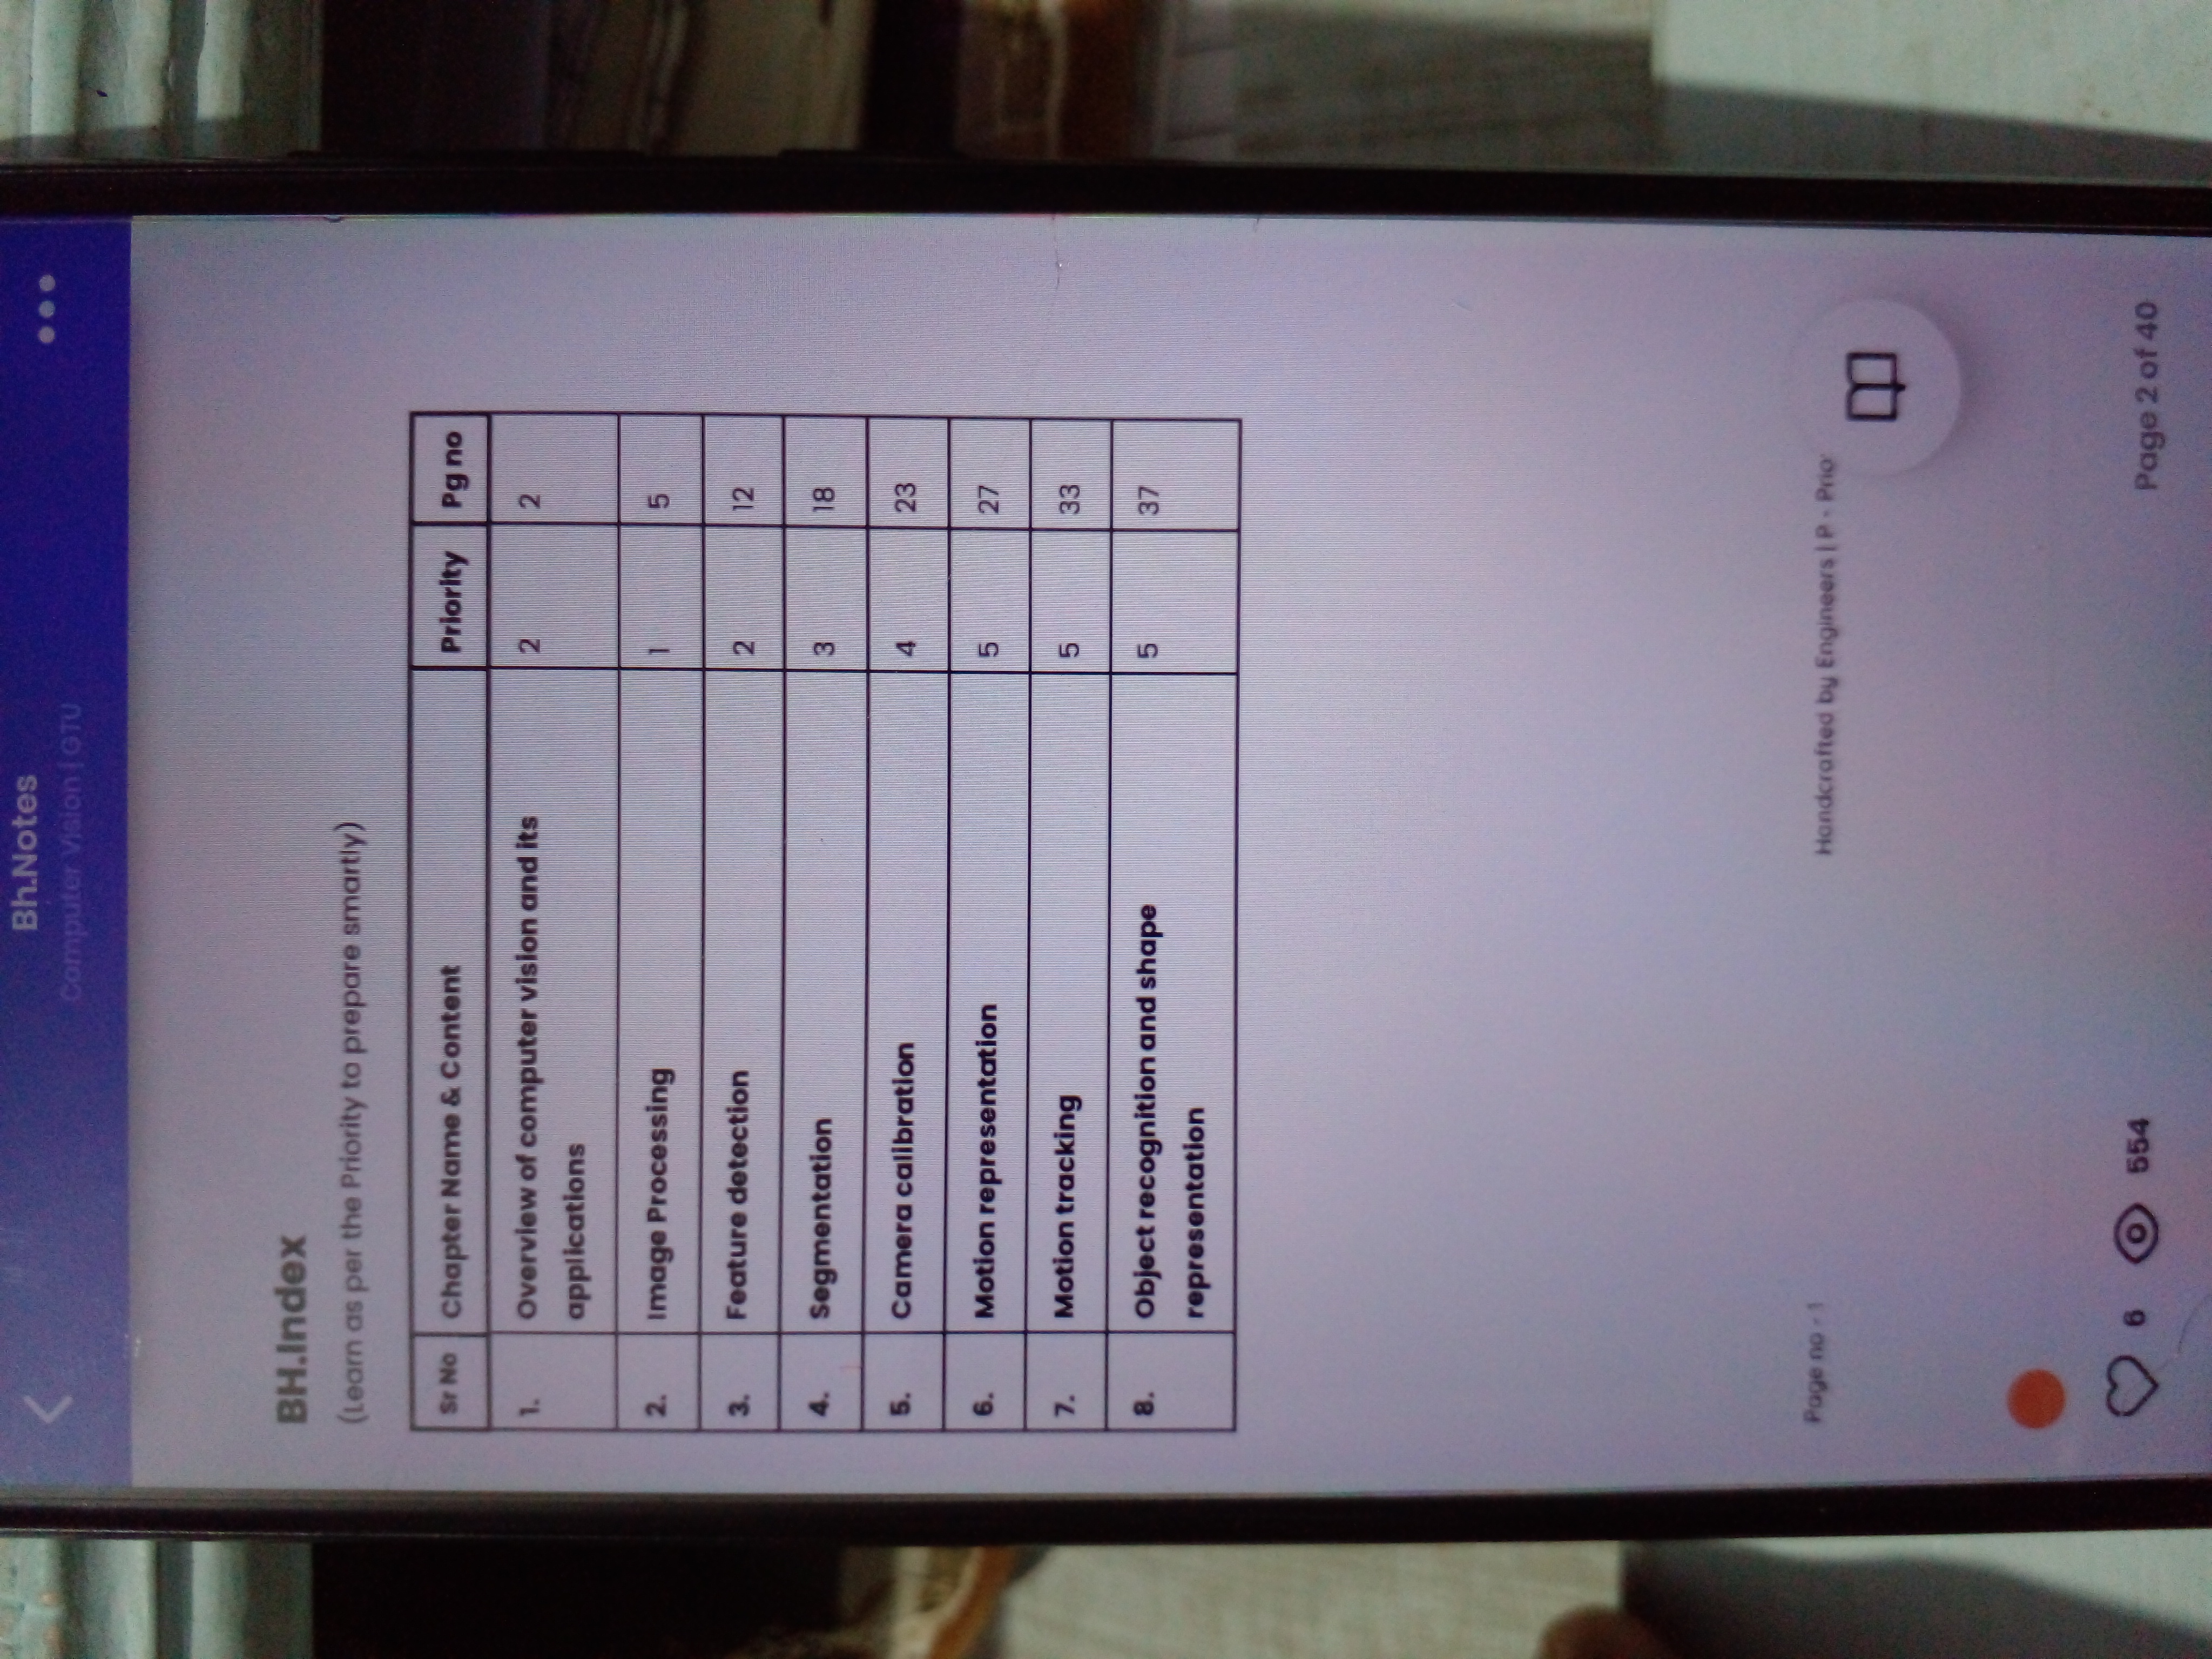 Bh.Notes
Computer Vision | GTU
BH.Index
(Learn as per the Priority to prepare smartly)
Sr No Chapter Name & Content Priority Pg no
1. Overview of computer vision and its 2 2
applications
2. Image Processing 1 5
3. Feature detection 2 12
4. Segmentation 3 18
5. Camera calibration 4 23
6. Motion representation 5 27
7. Motion tracking 5 33
8. Object recognition and shape 5 37
representation
Page no - 1 Handcrafted by Engineers | P - Prior
6 554 Page 2 of 40